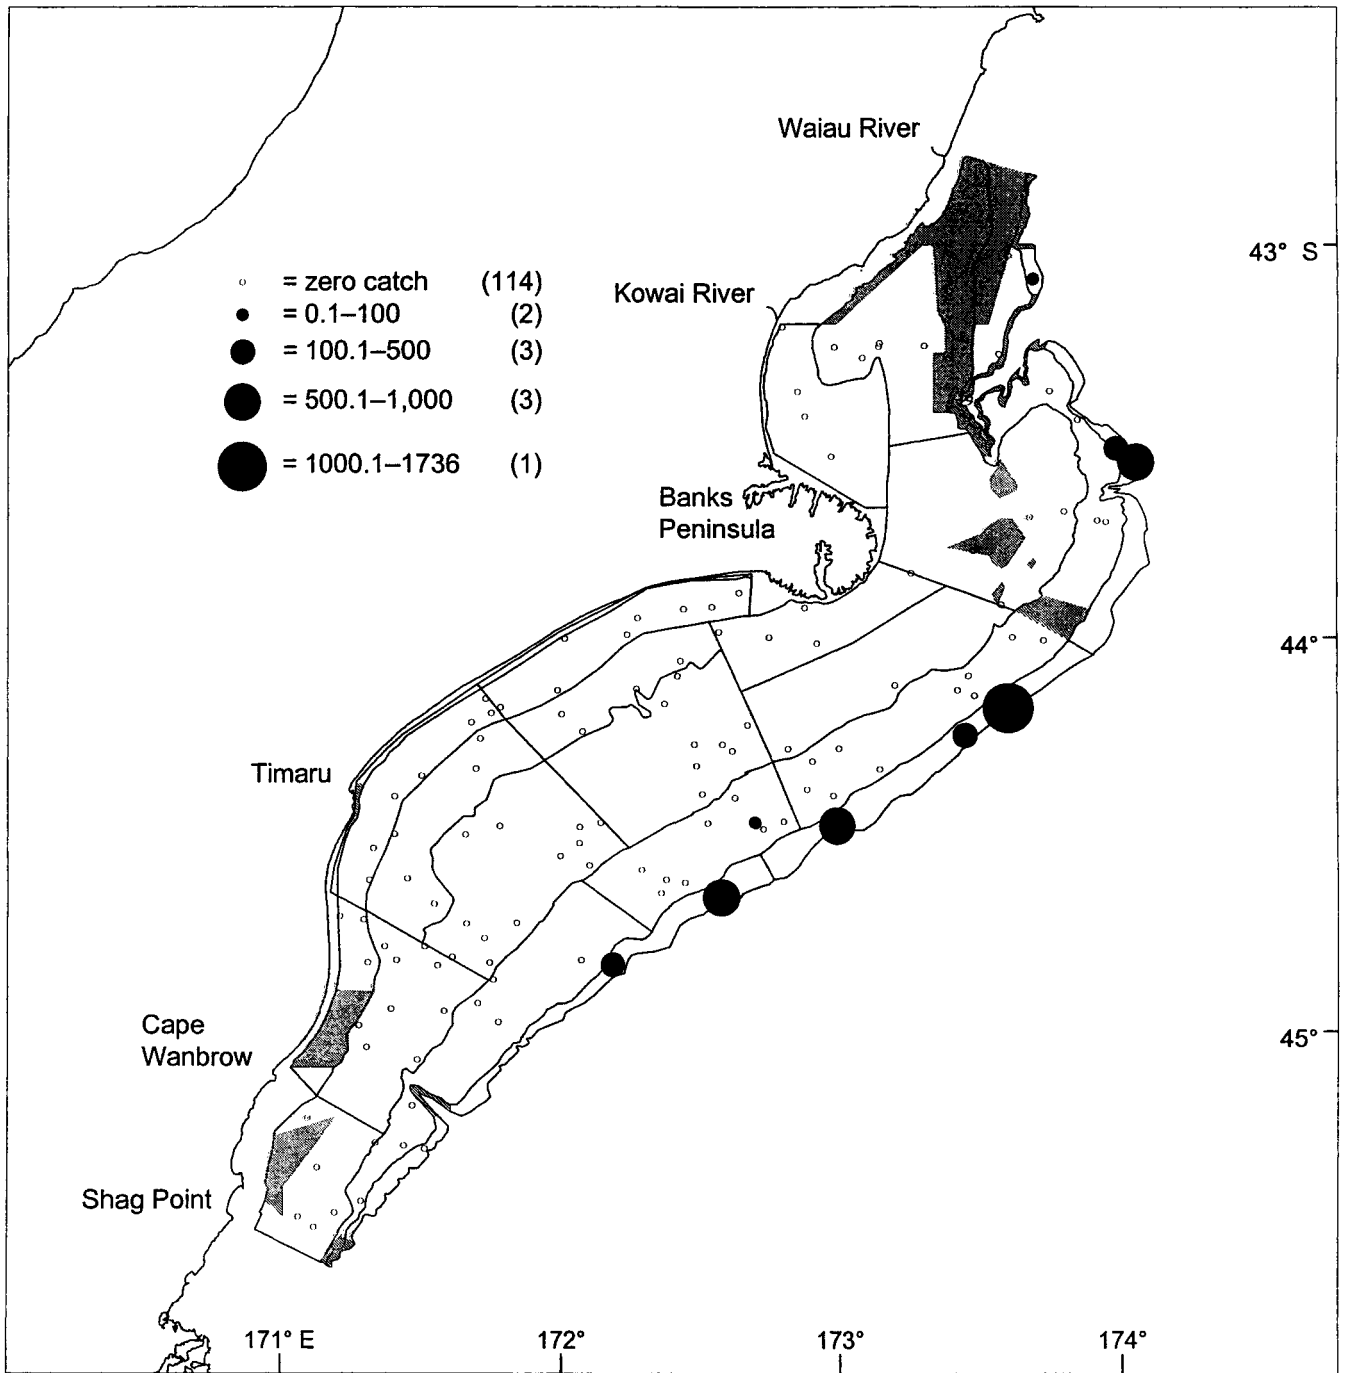 Waiau River
43° S
Kowai River
= zero catch (114)
= 0.1–100 (2)
= 100.1–500 (3)
= 500.1–1,000 (3)
= 1000.1–1736 (1)
Banks
Peninsula
44°
Timaru
Cape
Wanbrow
45°
Shag Point
171° E 172° 173° 174°